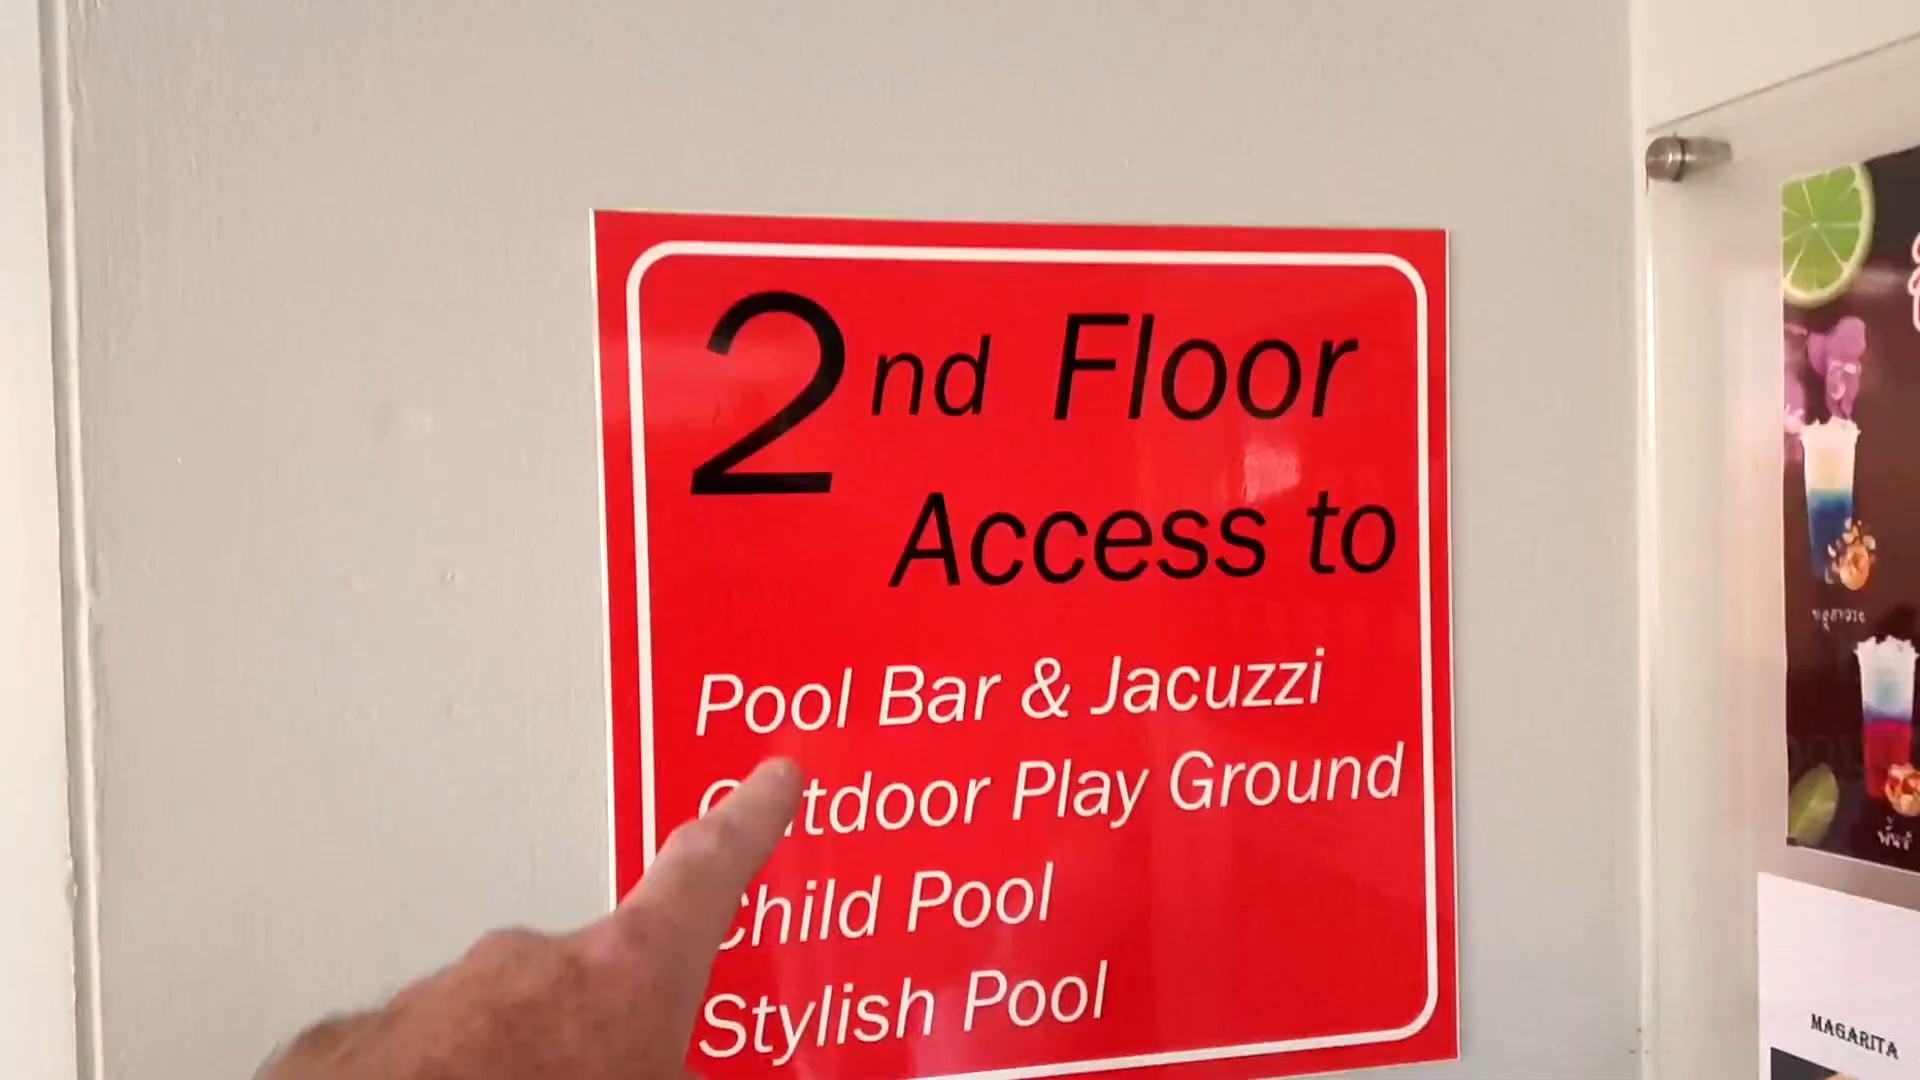 2nd Floor
Access to
Pool Bar & Jacuzzi
Outdoor Play Ground
Child Pool
Stylish Pool
MAGARITA